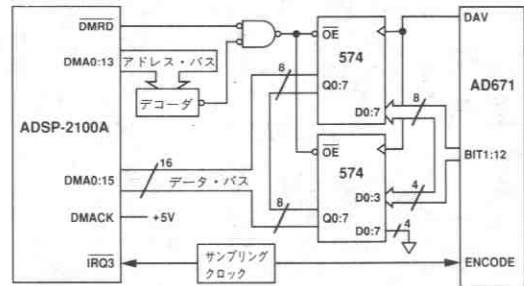 ADSP-2100A
DMRD
DMA0:13
アドレス・バス
デコーダ
DMA0:15
16
データ・バス
DMACK
+5V
IRQ3
サンプリング
クロック
OE
574
8
Q0:7
D0:7
OE
574
8
Q0:7
D0:3
D0:7
4
8
4
DAV
AD671
BIT1:12
ENCODE